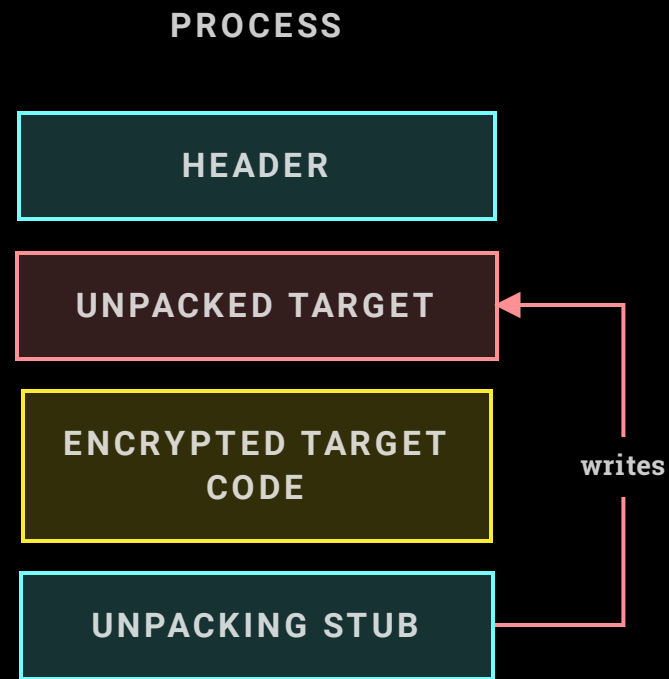 PROCESS
HEADER
UNPACKED TARGET
ENCRYPTED TARGET
CODE
writes
UNPACKING STUB